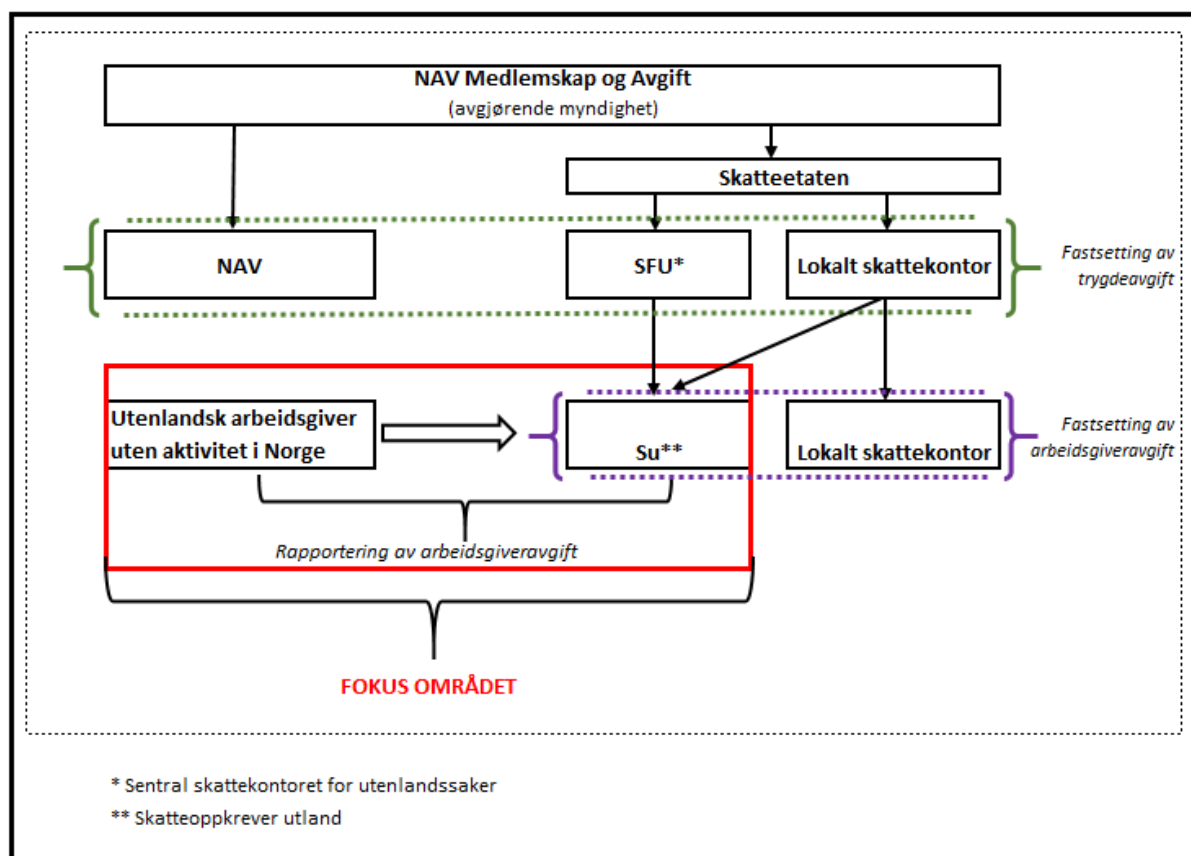 NAV Medlemskap og Avgift
(avgjørende myndighet)
Skatteetaten
NAV
SFU*
Lokalt skattekontor
Fastsetting av
trygdeavgift
Utenlandsk arbeidsgiver
uten aktivitet i Norge
Su**
Lokalt skattekontor
Fastsetting av
arbeidsgiveravgift
Rapportering av arbeidsgiveravgift
FOKUS OMRÅDET
* Sentral skattekontoret for utenlandssaker
** Skatteoppkrever utland